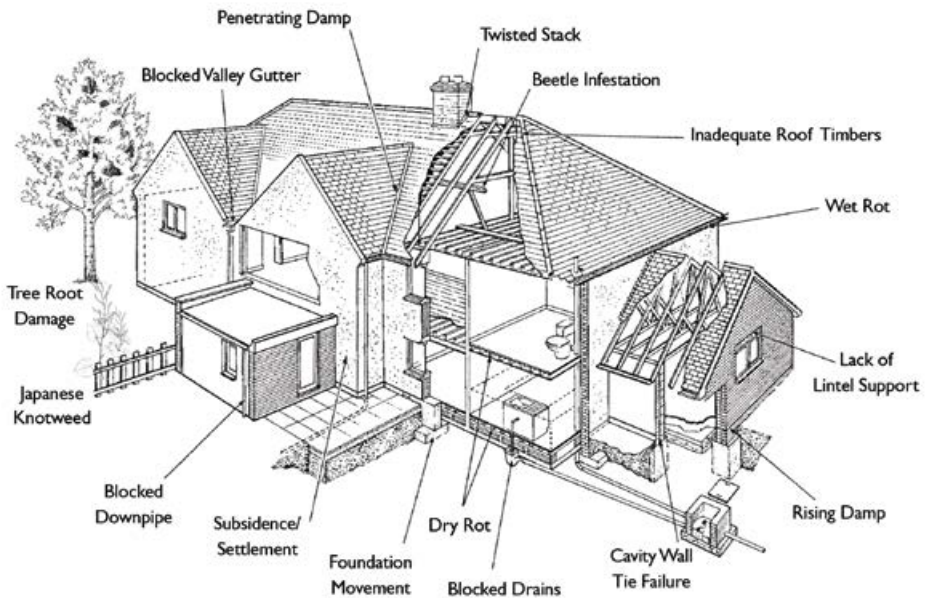 Penetrating Damp
Twisted Stack
Blocked Valley Gutter
Beetle Infestation
Inadequate Roof Timbers
Wet Rot
Tree Root
Damage
Lack of
Lintel Support
Japanese
Knotweed
Blocked
Downpipe
Subsidence/
Settlement
Foundation
Movement
Dry Rot
Blocked Drains
Cavity Wall
Tie Failure
Rising Damp